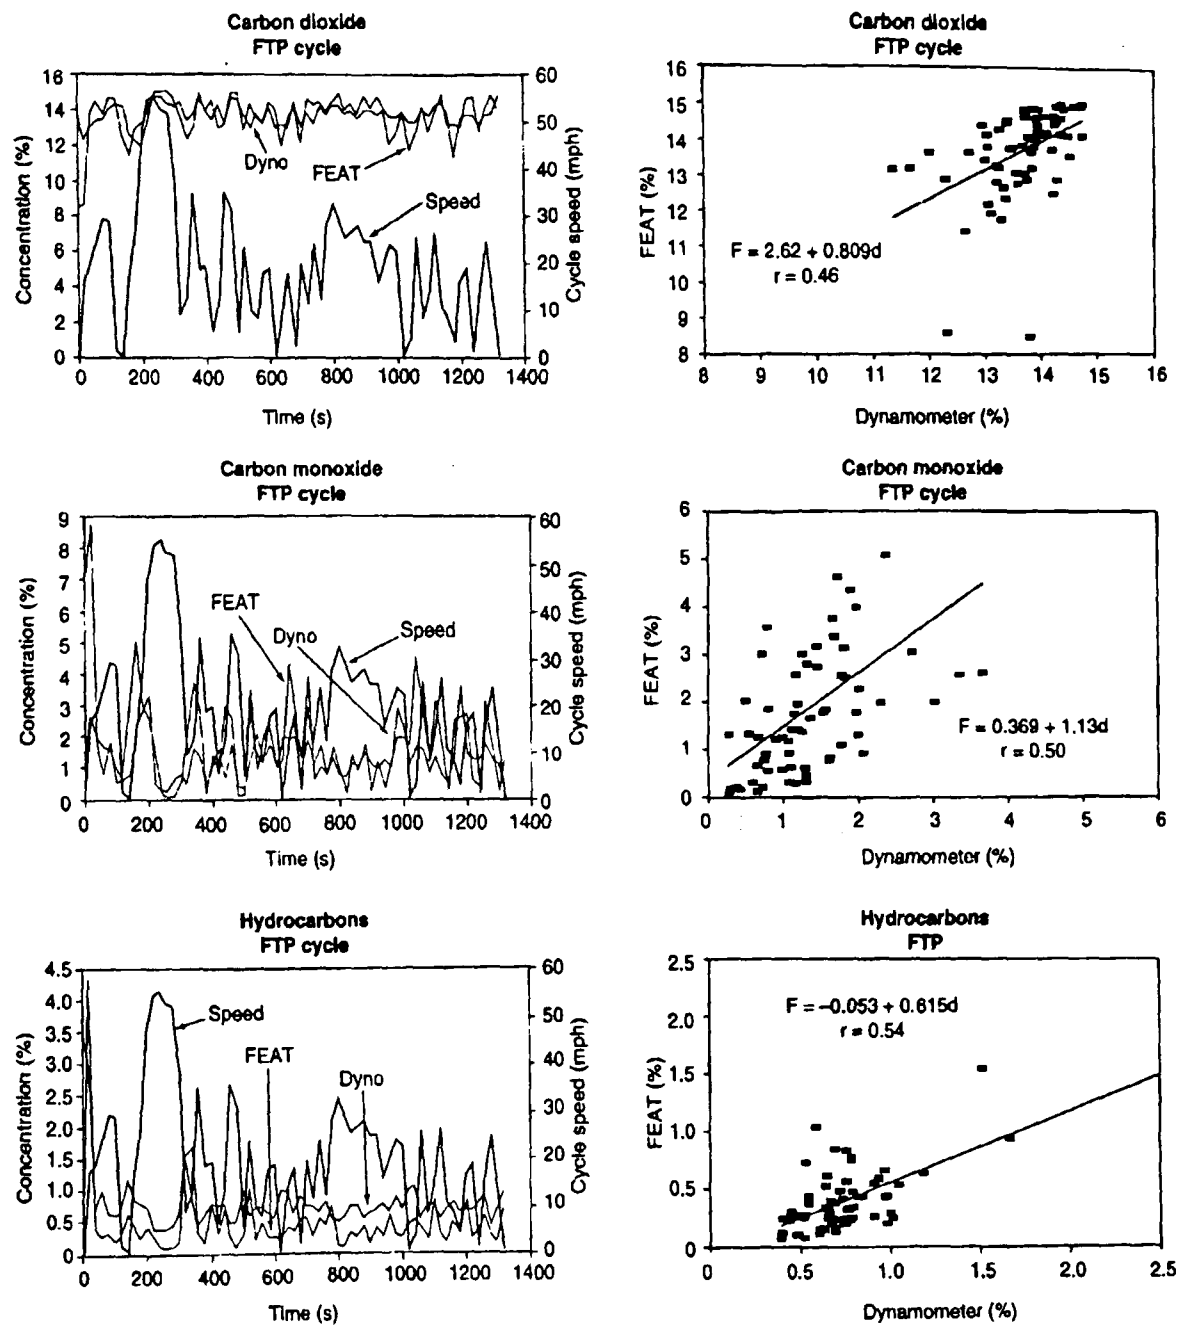 Carbon dioxide
FTP cycle
16
14
12
10
8
6
4
2
0
Concentration (%)
60
50
40
30
20
10
0
Cycle speed (mph)
Dyno
FEAT
Speed
0 200 400 600 800 1000 1200 1400
Time (s)
Carbon dioxide
FTP cycle
16
15
14
13
12
11
10
9
8
FEAT (%)
F = 2.62 + 0.809d
r = 0.46
8 9 10 11 12 13 14 15 16
Dynamometer (%)
Carbon monoxide
FTP cycle
9
8
7
6
5
4
3
2
1
0
Concentration (%)
60
50
40
30
20
10
0
Cycle speed (mph)
FEAT
Dyno
Speed
0 200 400 600 800 1000 1200 1400
Time (s)
Carbon monoxide
FTP cycle
6
5
4
3
2
1
0
FEAT (%)
F = 0.369 + 1.13d
r = 0.50
0 1 2 3 4 5 6
Dynamometer (%)
Hydrocarbons
FTP cycle
4.5
4.0
3.5
3.0
2.5
2.0
1.5
1.0
0.5
0
Concentration (%)
60
50
40
30
20
10
0
Cycle speed (mph)
Speed
FEAT
Dyno
0 200 400 600 800 1000 1200 1400
Time (s)
Hydrocarbons
FTP
2.5
2.0
1.5
1.0
0.5
0
FEAT (%)
F = –0.053 + 0.615d
r = 0.54
0 0.5 1.0 1.5 2.0 2.5
Dynamometer (%)